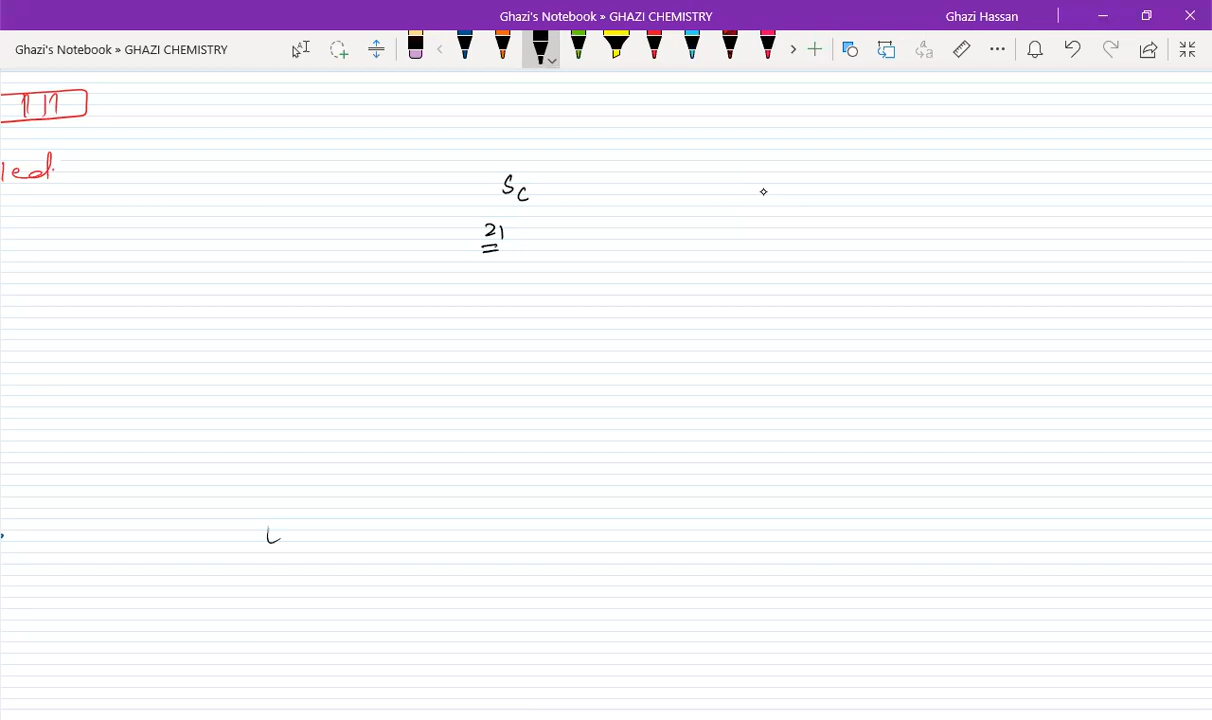 Ghazi's Notebook » GHAZI CHEMISTRY
Ghazi Hassan
Ghazi's Notebook » GHAZI CHEMISTRY
Sc
21